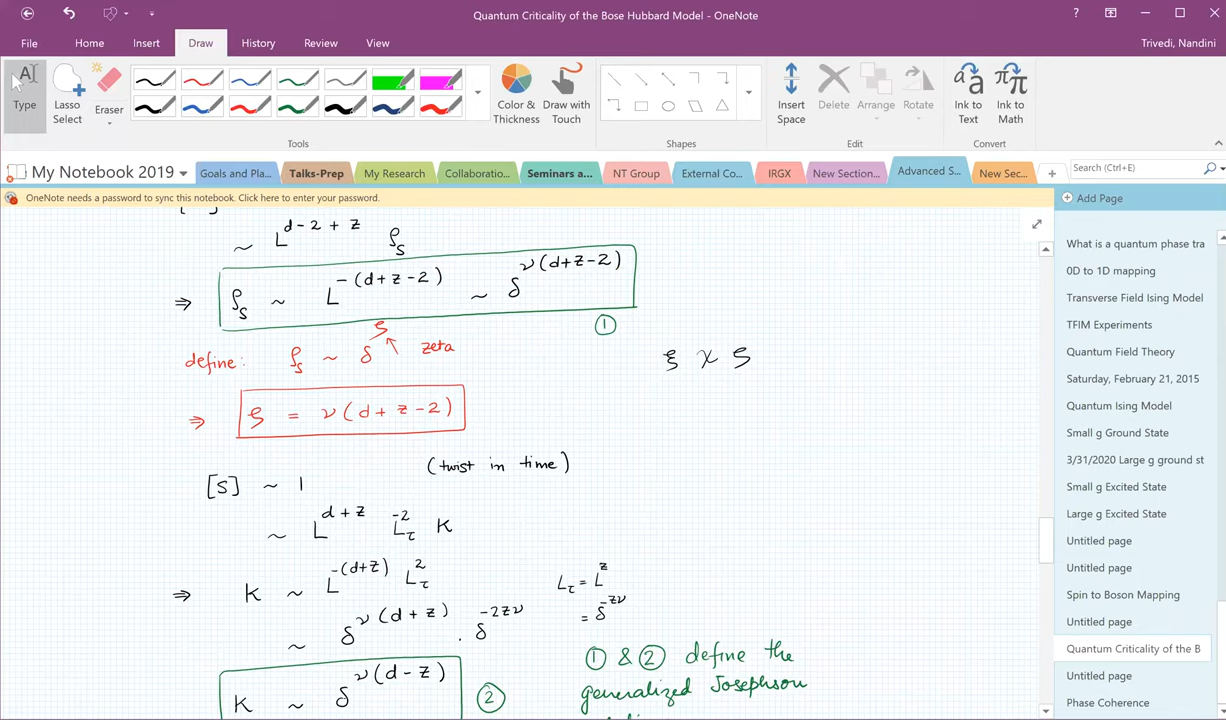 Quantum Criticality of the Bose Hubbard Model - OneNote
?
File Home Insert Draw History Review View
Trivedi, Nandini
Type
Lasso Select
Eraser
Color & Thickness
Draw with Touch
Insert Space
Delete
Arrange
Rotate
Ink to Text
Ink to Math
Tools
Shapes
Edit
Convert
My Notebook 2019
Goals and Pla...
Talks-Prep
My Research
Collaboratio...
Seminars a...
NT Group
External Co...
IRGX
New Section...
Advanced S...
New Sec...
Search (Ctrl+E)
OneNote needs a password to sync this notebook. Click here to enter your password.
Add Page
What is a quantum phase tra
0D to 1D mapping
Transverse Field Ising Model
TFIM Experiments
Quantum Field Theory
Saturday, February 21, 2015
Quantum Ising Model
Small g Ground State
3/31/2020 Large g ground st
Small g Excited State
Large g Excited State
Untitled page
Untitled page
Spin to Boson Mapping
Untitled page
Quantum Criticality of the B
Untitled page
Phase Coherence
~ L^{d-2+z} ρ_s
⇒ ρ_s ~ L^{-(d+z-2)} ~ δ^{ν(d+z-2)}
①
define: ρ_s ~ δ^ζ zeta
ξ χ ζ
⇒ ζ = ν(d+z-2)
(twist in time)
[S] ~ 1
~ L^{d+z} L_τ^{-2} K
⇒ K ~ L^{-(d+z)} L_τ^2
L_τ = L^z
= δ^{-zν}
~ δ^{ν(d+z)} . δ^{-2zν}
K ~ δ^{ν(d-z)}
②
① & ② define the
generalized Josephson